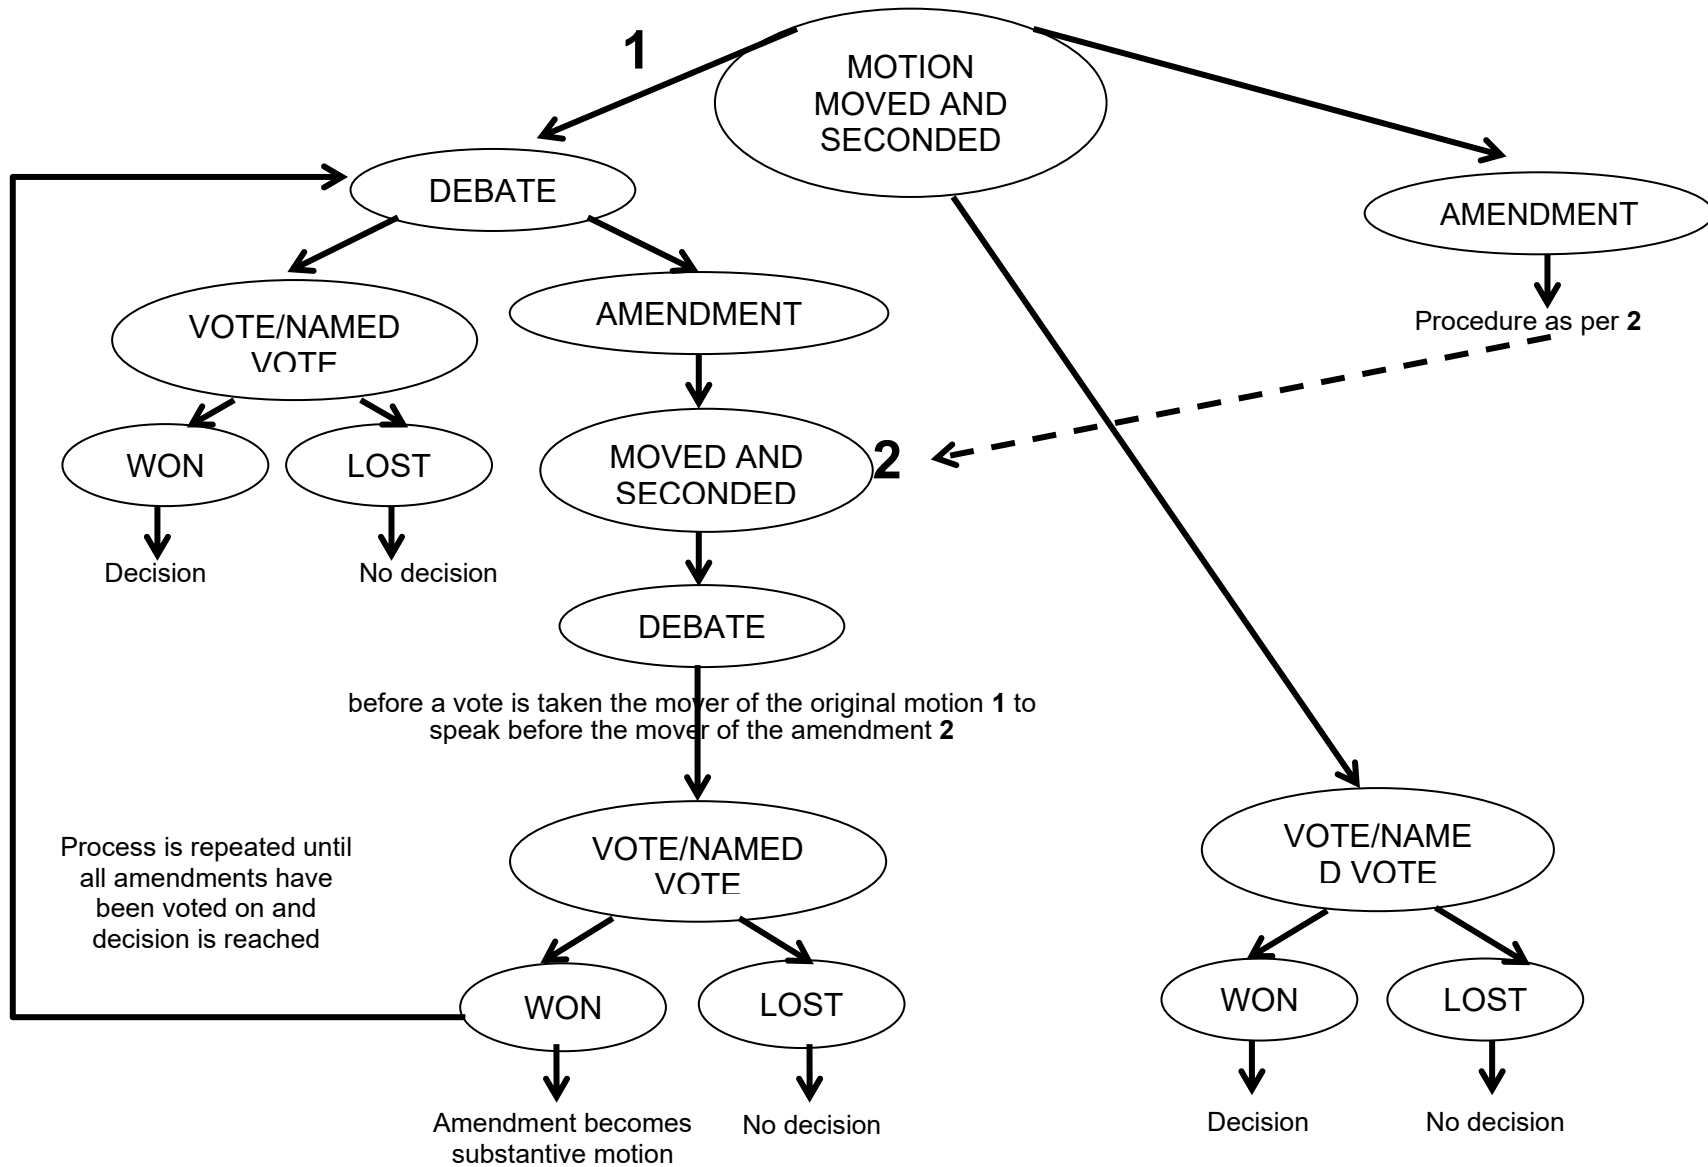 1
MOTION
MOVED AND
SECONDED
DEBATE
AMENDMENT
VOTE/NAMED
VOTE
AMENDMENT
Procedure as per 2
WON
LOST
MOVED AND
SECONDED
2
Decision
No decision
DEBATE
before a vote is taken the mover of the original motion 1 to
speak before the mover of the amendment 2
Process is repeated until
all amendments have
been voted on and
decision is reached
VOTE/NAMED
VOTE
VOTE/NAME
D VOTE
WON
LOST
WON
LOST
Amendment becomes
substantive motion
No decision
Decision
No decision